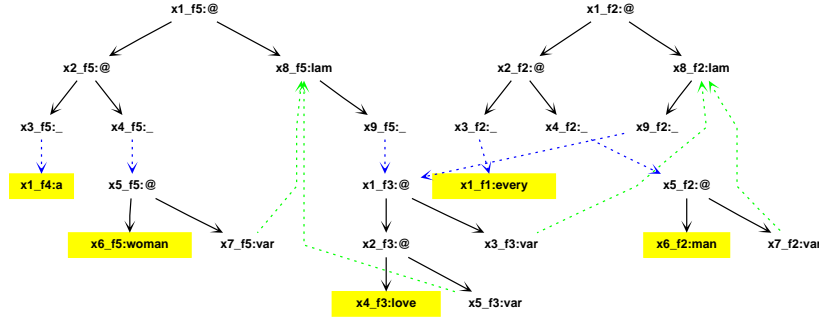 x1_f5:@ x1_f2:@
x2_f5:@ x8_f5:lam x2_f2:@ x8_f2:lam
x3_f5:_ x4_f5:_ x9_f5:_ x3_f2:_ x4_f2:_ x9_f2:_
x1_f4:a x5_f5:@ x1_f3:@ x1_f1:every x5_f2:@
x6_f5:woman x7_f5:var x2_f3:@ x3_f3:var x6_f2:man x7_f2:var
x4_f3:love x5_f3:var